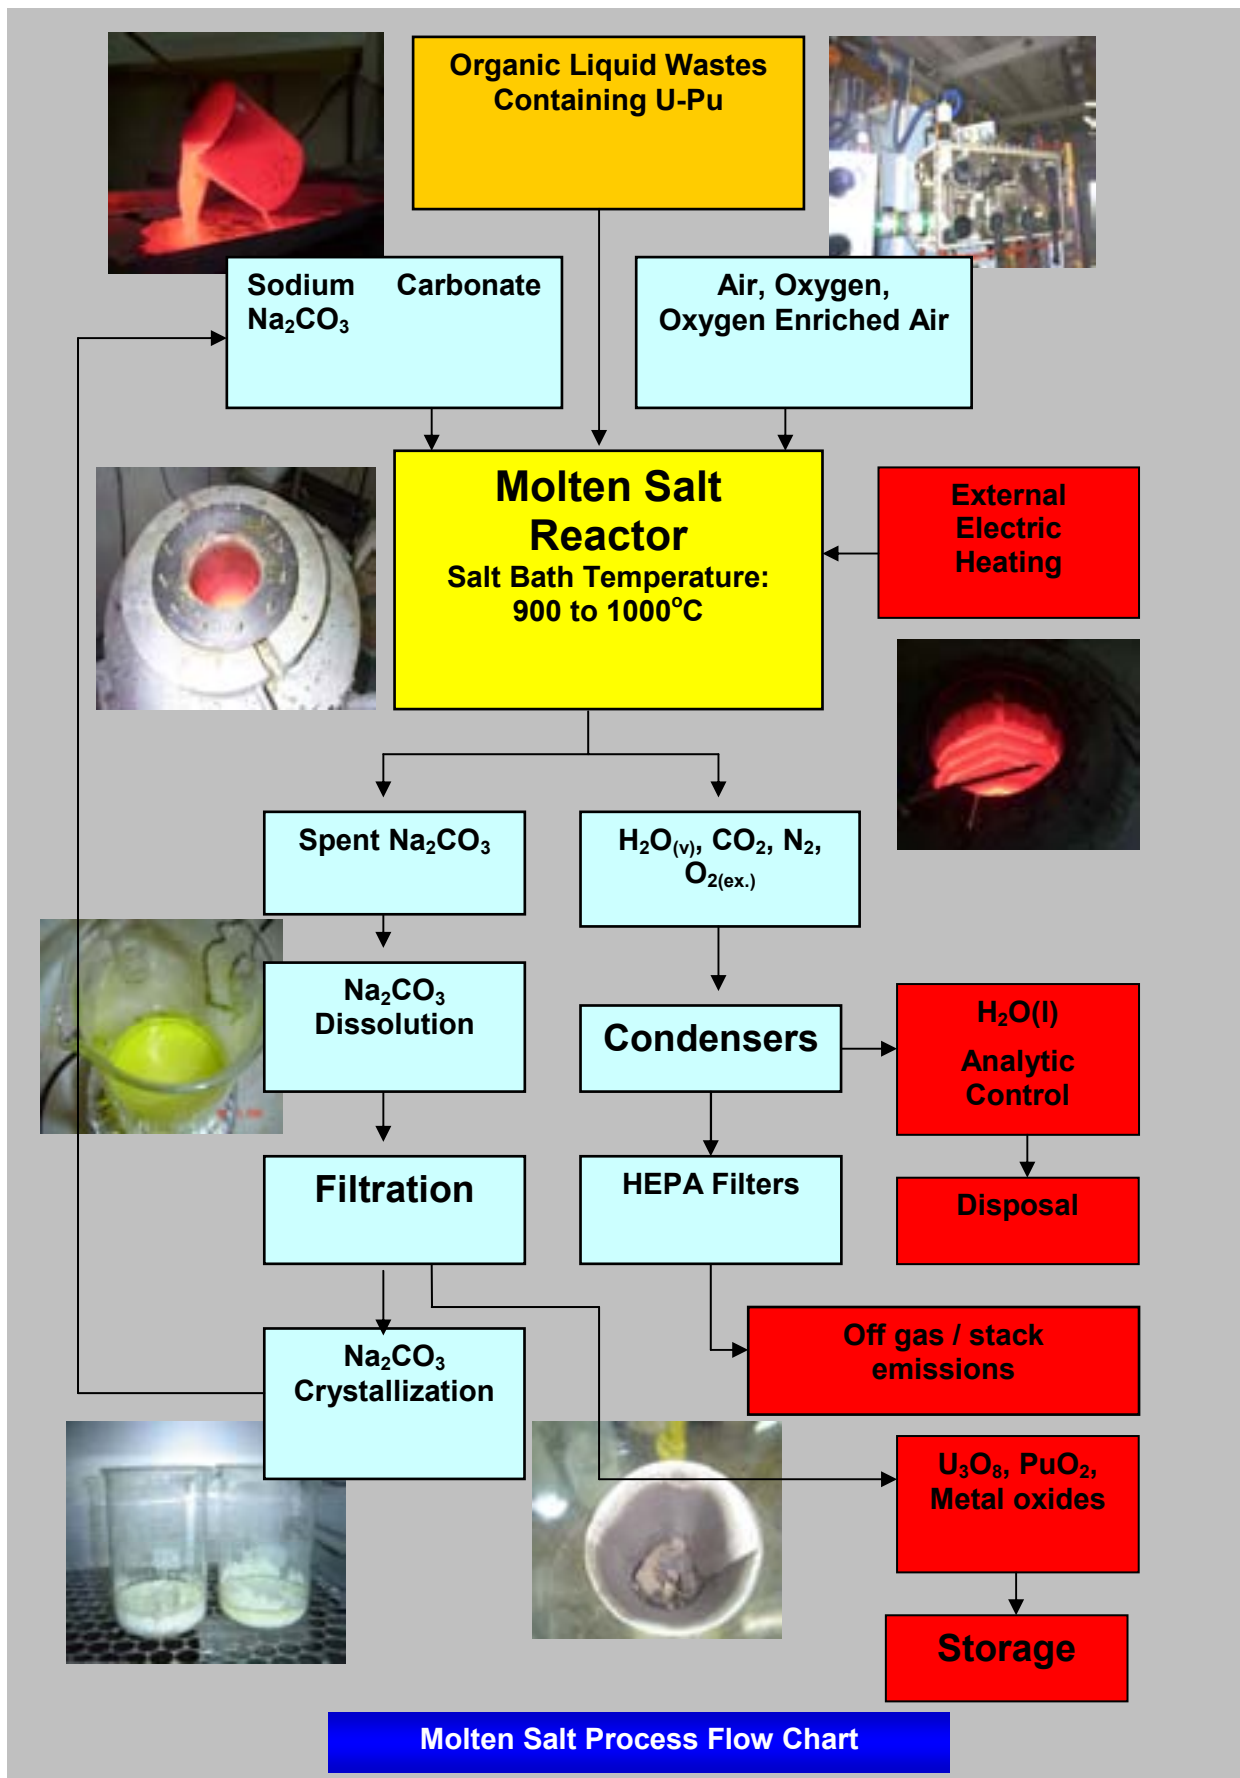 Organic Liquid Wastes
Containing U-Pu
Sodium Carbonate
Na₂CO₃
Air, Oxygen,
Oxygen Enriched Air
Molten Salt
Reactor
Salt Bath Temperature:
900 to 1000°C
External
Electric
Heating
Spent Na₂CO₃
H₂O₍ᵥ₎, CO₂, N₂,
O₂₍ₑₓ.₎
Na₂CO₃
Dissolution
Condensers
H₂O(l)
Analytic
Control
Filtration
HEPA Filters
Disposal
Na₂CO₃
Crystallization
Off gas / stack
emissions
U₃O₈, PuO₂,
Metal oxides
Storage
Molten Salt Process Flow Chart